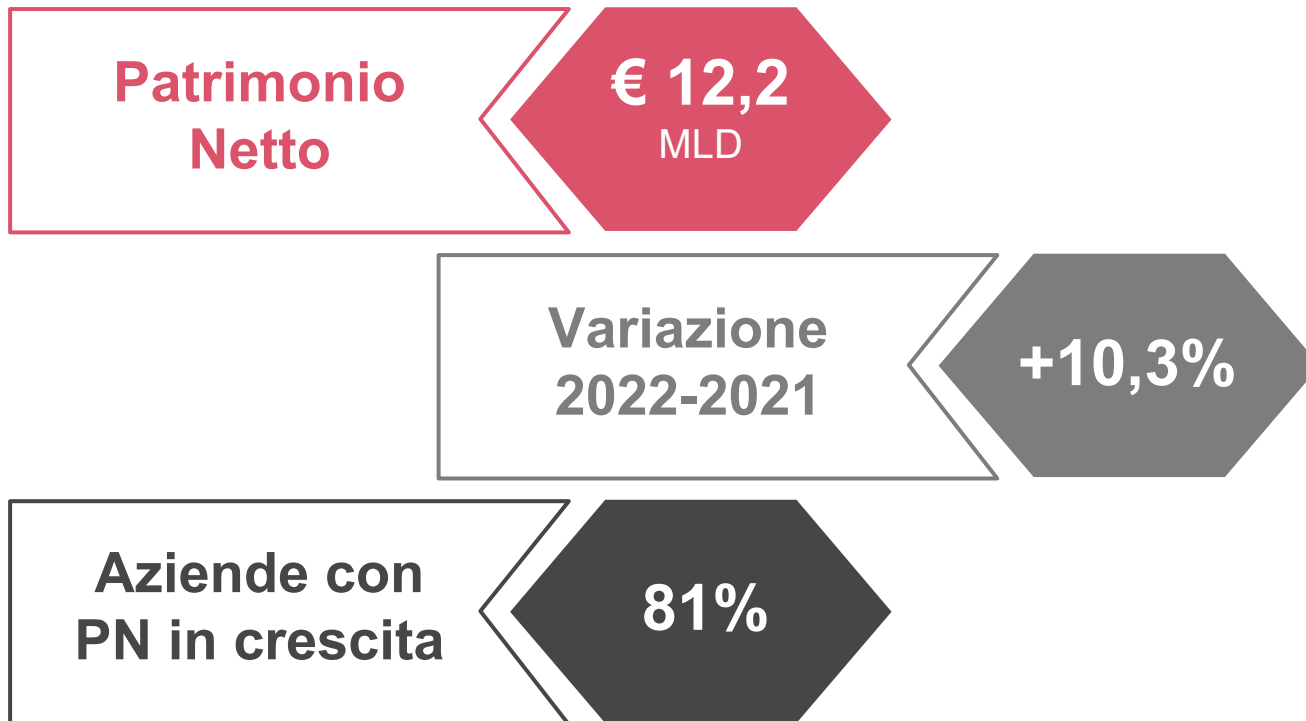 Patrimonio
Netto
€ 12,2
MLD
Variazione
2022-2021
+10,3%
Aziende con
PN in crescita
81%